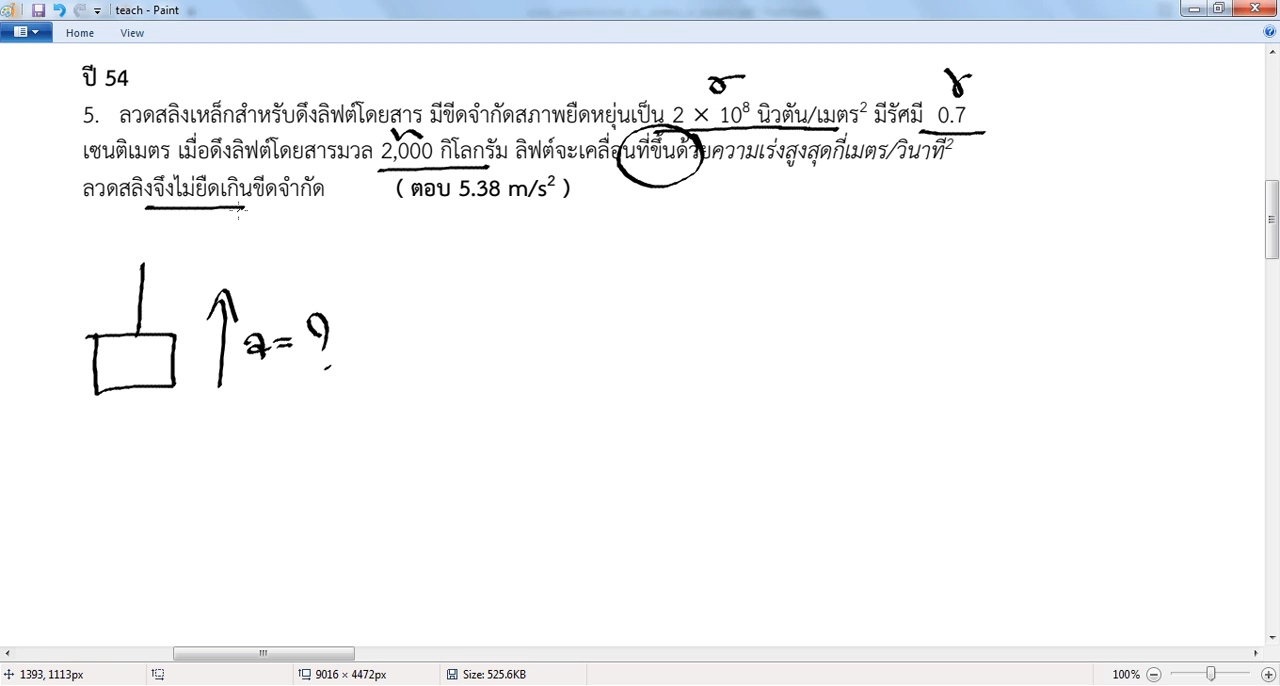 teach - Paint
Home View
ปี 54
σ r
5. ลวดสลิงเหล็กสำหรับดึงลิฟต์โดยสาร มีขีดจำกัดสภาพยืดหยุ่นเป็น 2 × 10⁸ นิวตัน/เมตร² มีรัศมี 0.7
m
เซนติเมตร เมื่อดึงลิฟต์โดยสารมวล 2,000 กิโลกรัม ลิฟต์จะเคลื่อนที่ขึ้นด้วยความเร่งสูงสุดกี่เมตร/วินาที²
ลวดสลิงจึงไม่ยืดเกินขีดจำกัด ( ตอบ 5.38 m/s² )
a = ?
1393, 1113px 9016 × 4472px Size: 525.6KB 100%